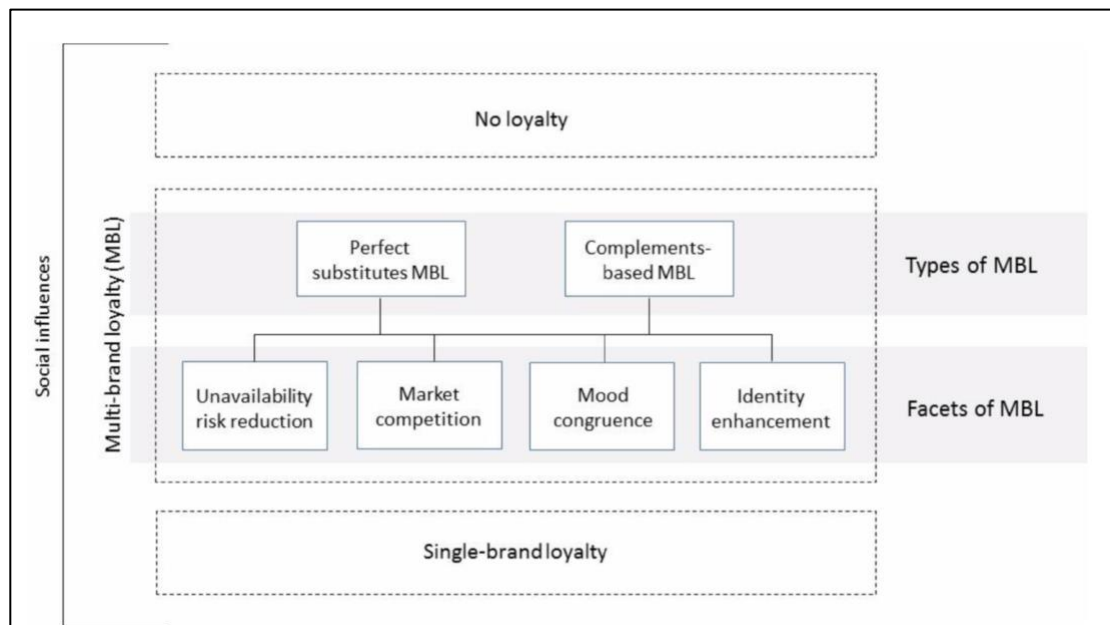 No loyalty
Social influences
Multi-brand loyalty (MBL)
Perfect
substitutes MBL
Complements-
based MBL
Types of MBL
Unavailability
risk reduction
Market
competition
Mood
congruence
Identity
enhancement
Facets of MBL
Single-brand loyalty